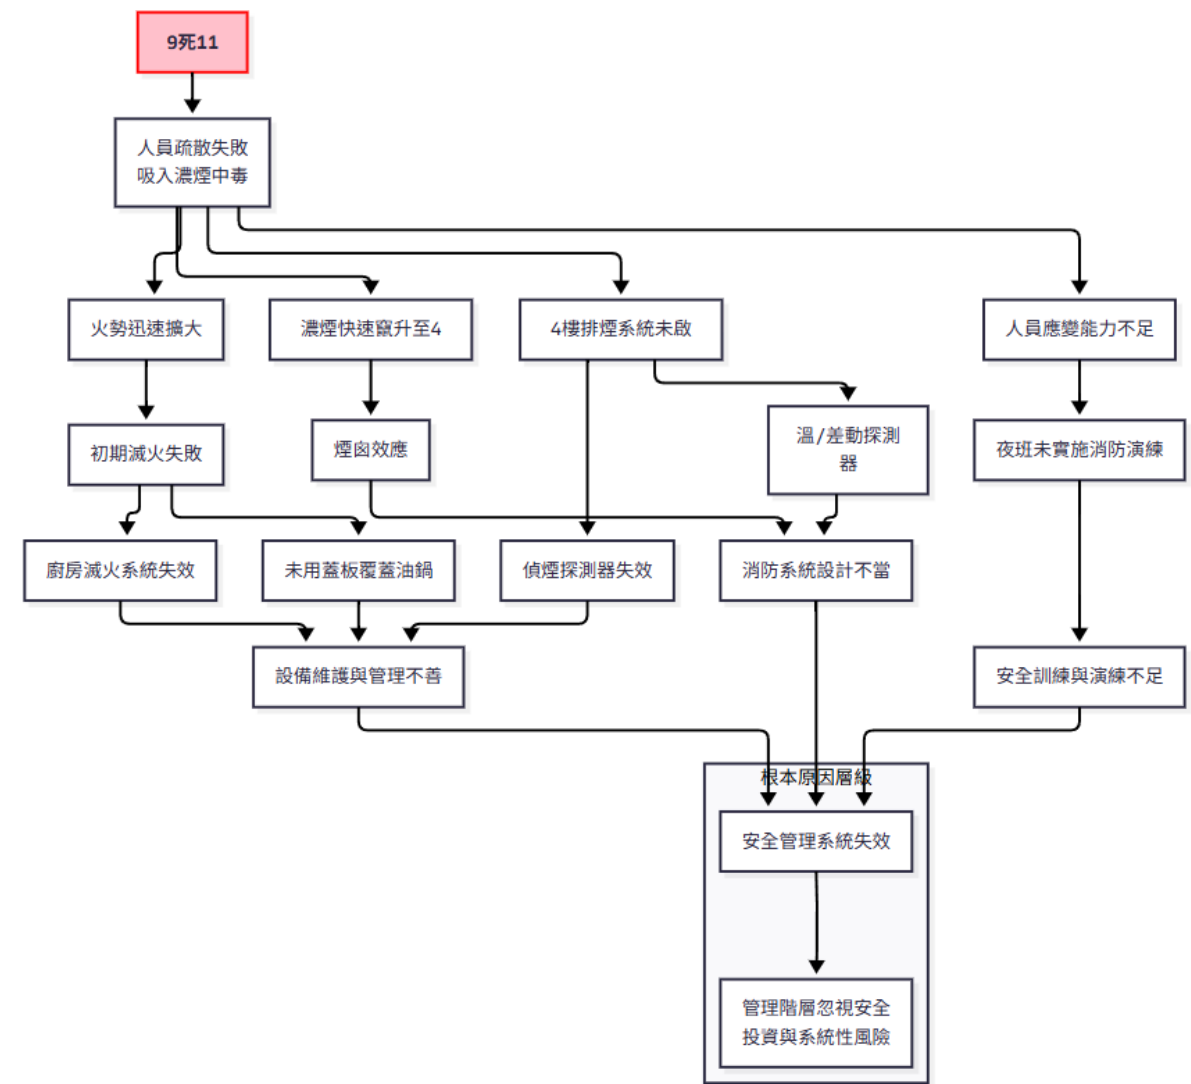 9死11
人員疏散失敗
吸入濃煙中毒
火勢迅速擴大
濃煙快速竄升至4
4樓排煙系統未啟
人員應變能力不足
初期滅火失敗
煙囪效應
溫/差動探測
器
夜班未實施消防演練
廚房滅火系統失效
未用蓋板覆蓋油鍋
偵煙探測器失效
消防系統設計不當
設備維護與管理不善
安全訓練與演練不足
根本原因層級
安全管理系統失效
管理階層忽視安全
投資與系統性風險